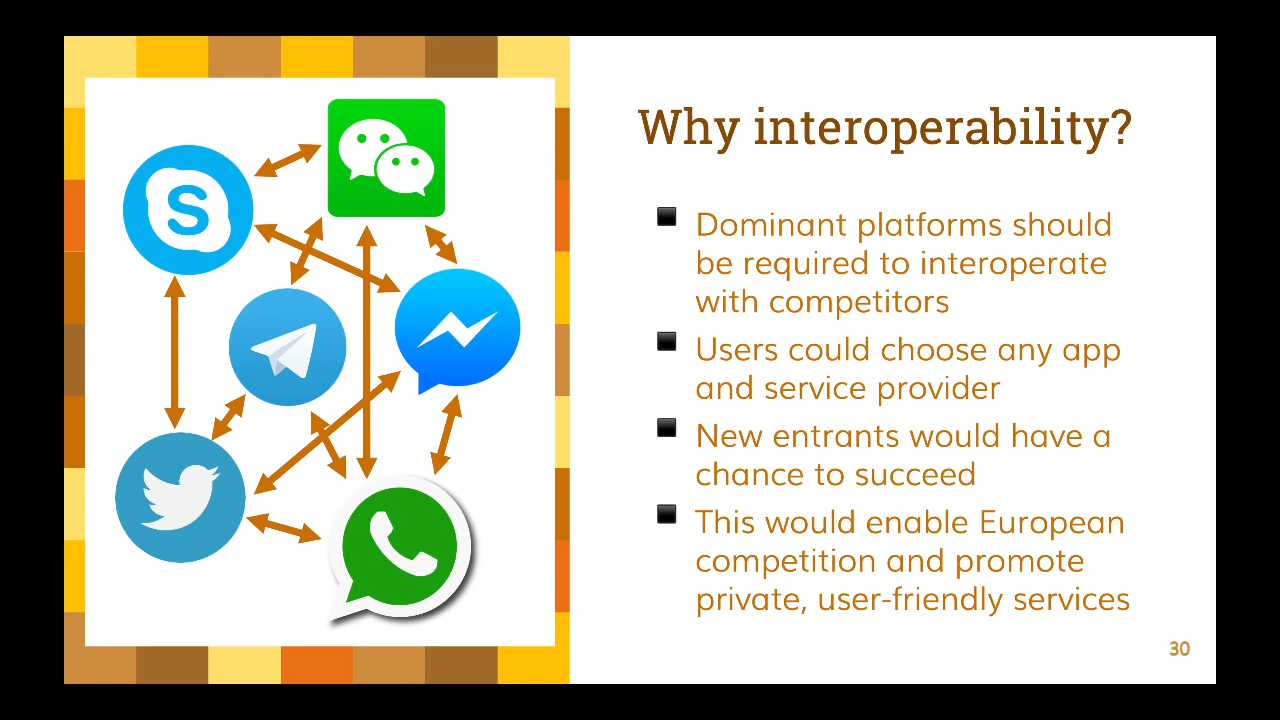 Why interoperability?
Dominant platforms should
be required to interoperate
with competitors
Users could choose any app
and service provider
New entrants would have a
chance to succeed
This would enable European
competition and promote
private, user-friendly services
30
S